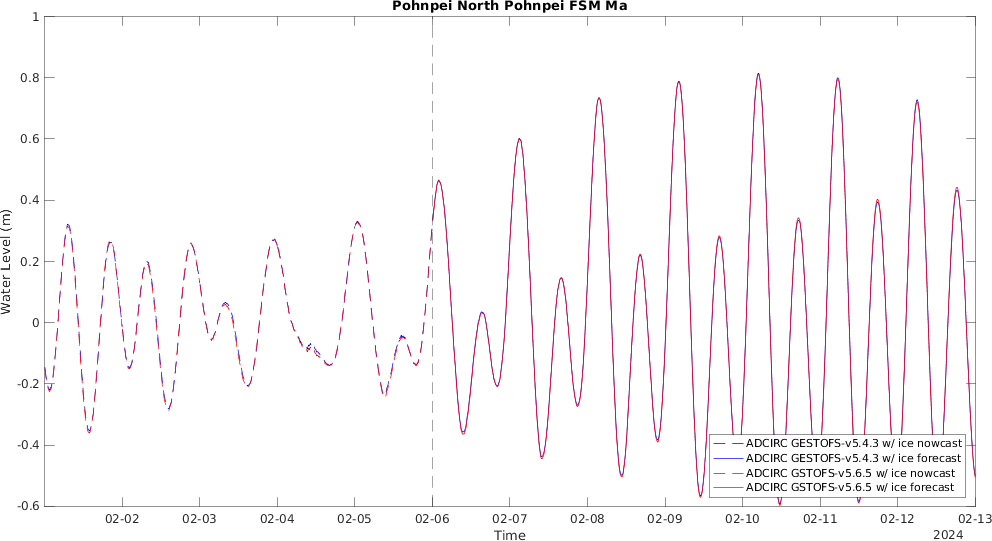 Pohnpei North Pohnpei FSM Ma
Water Level (m)
1
0.8
0.6
0.4
0.2
0
-0.2
-0.4
-0.6
ADCIRC GESTOFS-v5.4.3 w/ ice nowcast
ADCIRC GESTOFS-v5.4.3 w/ ice forecast
ADCIRC GSTOFS-v5.6.5 w/ ice nowcast
ADCIRC GSTOFS-v5.6.5 w/ ice forecast
02-02 02-03 02-04 02-05 02-06 02-07 02-08 02-09 02-10 02-11 02-12 02-13
Time
2024